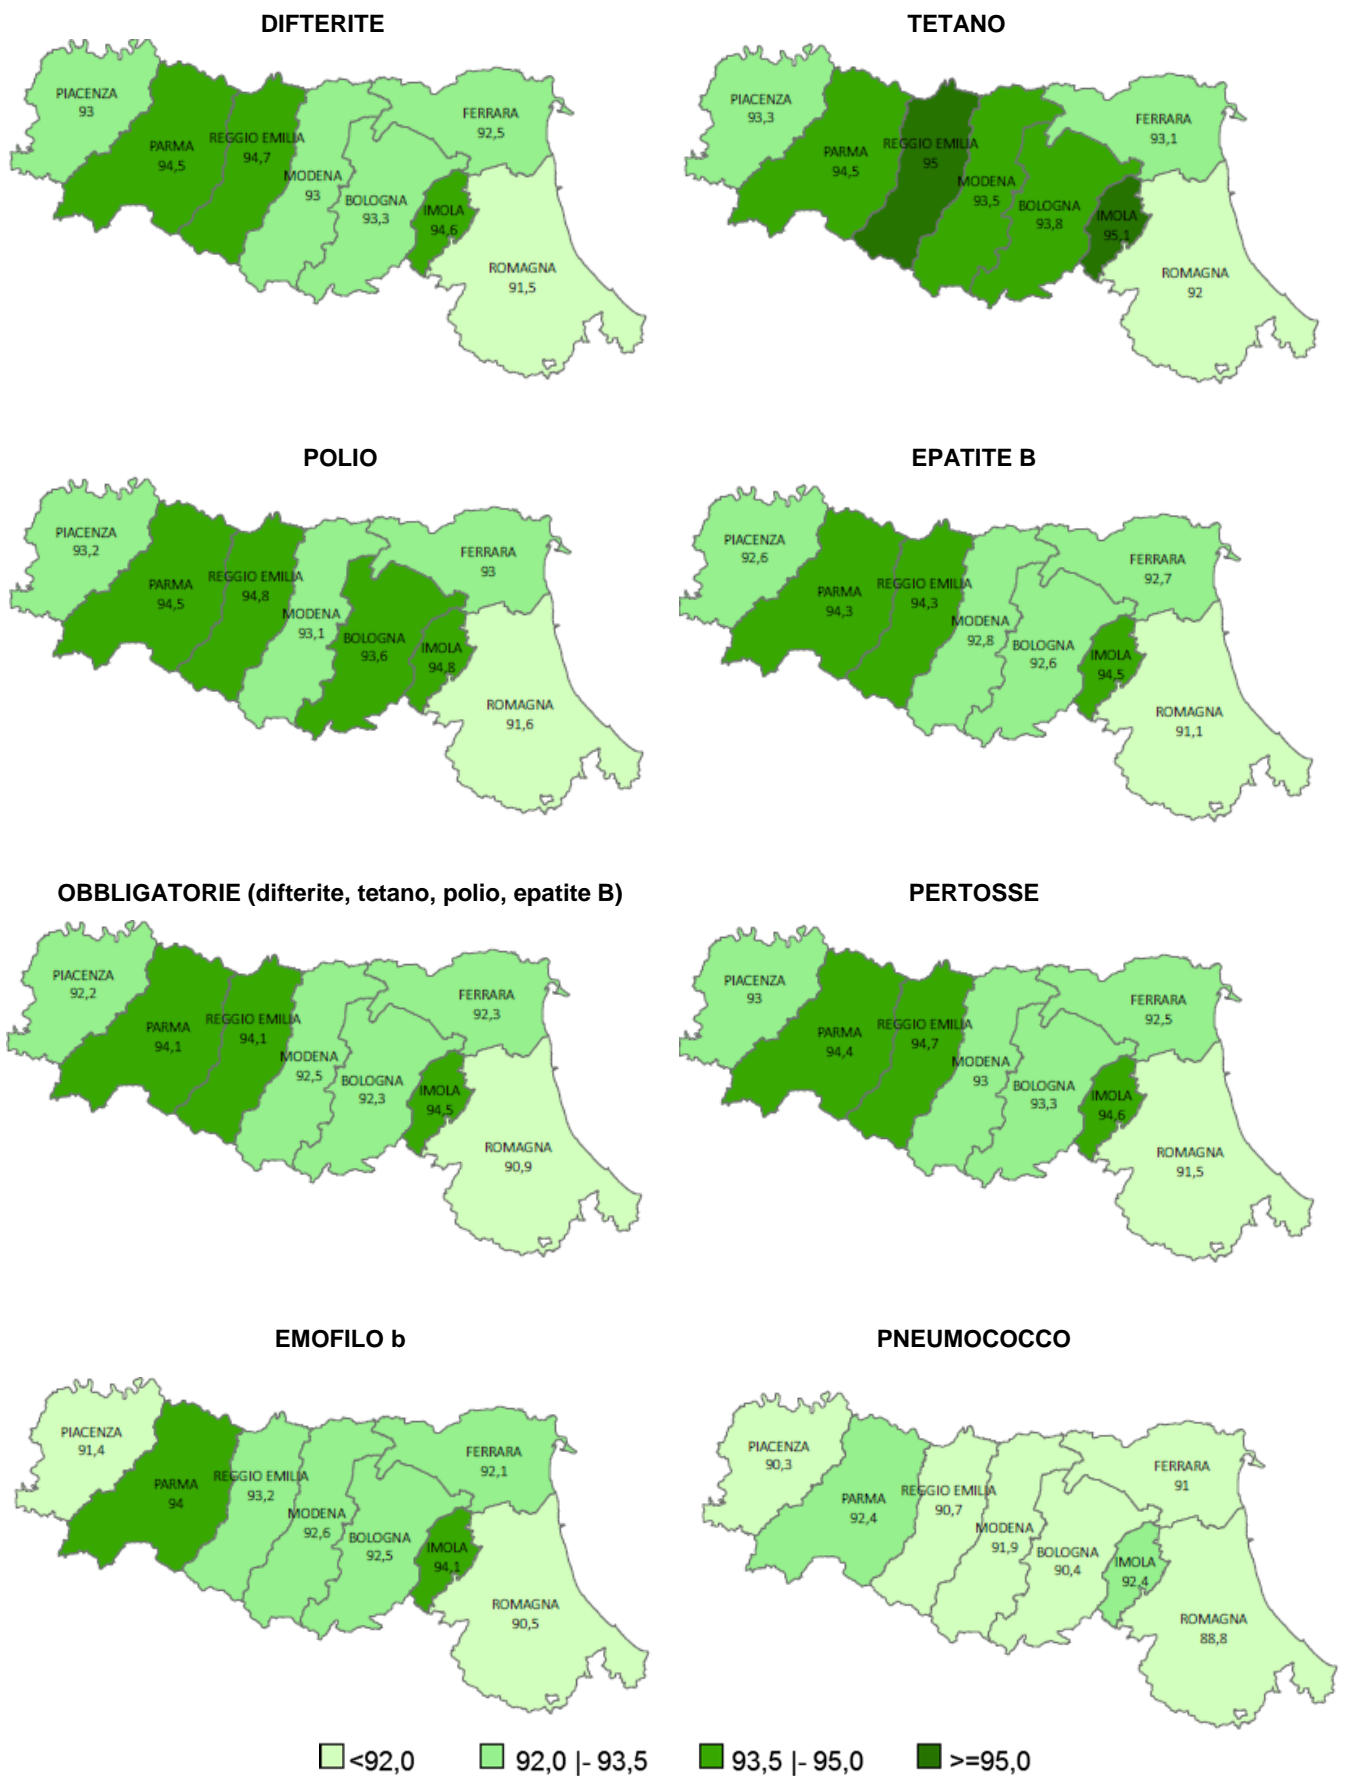 DIFTERITE
PIACENZA
93
PARMA
94,5
REGGIO EMILIA
94,7
MODENA
93
BOLOGNA
93,3
IMOLA
94,6
FERRARA
92,5
ROMAGNA
91,5
TETANO
PIACENZA
93,3
PARMA
94,5
REGGIO EMILIA
95
MODENA
93,5
BOLOGNA
93,8
IMOLA
95,1
FERRARA
93,1
ROMAGNA
92
POLIO
PIACENZA
93,2
PARMA
94,5
REGGIO EMILIA
94,8
MODENA
93,1
BOLOGNA
93,6
IMOLA
94,8
FERRARA
93
ROMAGNA
91,6
EPATITE B
PIACENZA
92,6
PARMA
94,3
REGGIO EMILIA
94,3
MODENA
92,8
BOLOGNA
92,6
IMOLA
94,5
FERRARA
92,7
ROMAGNA
91,1
OBBLIGATORIE (difterite, tetano, polio, epatite B)
PIACENZA
92,2
PARMA
94,1
REGGIO EMILIA
94,1
MODENA
92,5
BOLOGNA
92,3
IMOLA
94,5
FERRARA
92,3
ROMAGNA
90,9
PERTOSSE
PIACENZA
93
PARMA
94,4
REGGIO EMILIA
94,7
MODENA
93
BOLOGNA
93,3
IMOLA
94,6
FERRARA
92,5
ROMAGNA
91,5
EMOFILO b
PIACENZA
91,4
PARMA
94
REGGIO EMILIA
93,2
MODENA
92,6
BOLOGNA
92,5
IMOLA
94,1
FERRARA
92,1
ROMAGNA
90,5
PNEUMOCOCCO
PIACENZA
90,3
PARMA
92,4
REGGIO EMILIA
90,7
MODENA
91,9
BOLOGNA
90,4
IMOLA
92,4
FERRARA
91
ROMAGNA
88,8
<92,0
92,0 |- 93,5
93,5 |- 95,0
>=95,0